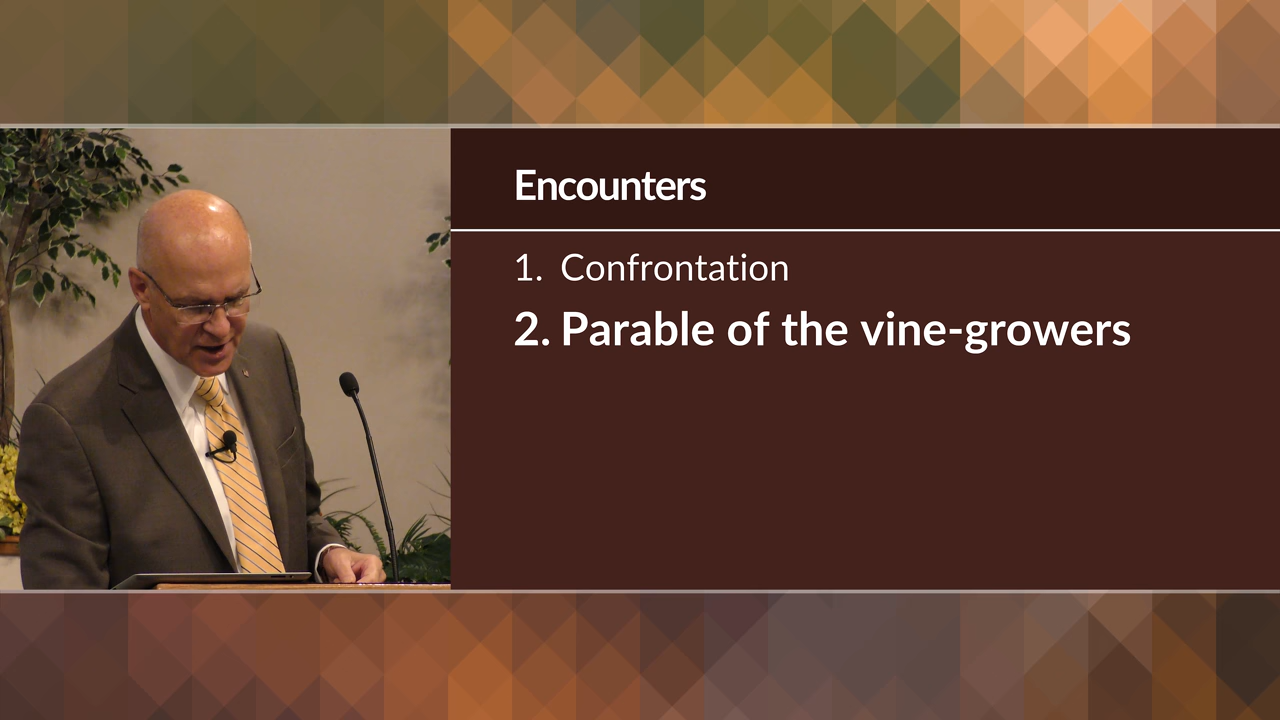 Encounters
1. Confrontation
2. Parable of the vine-growers